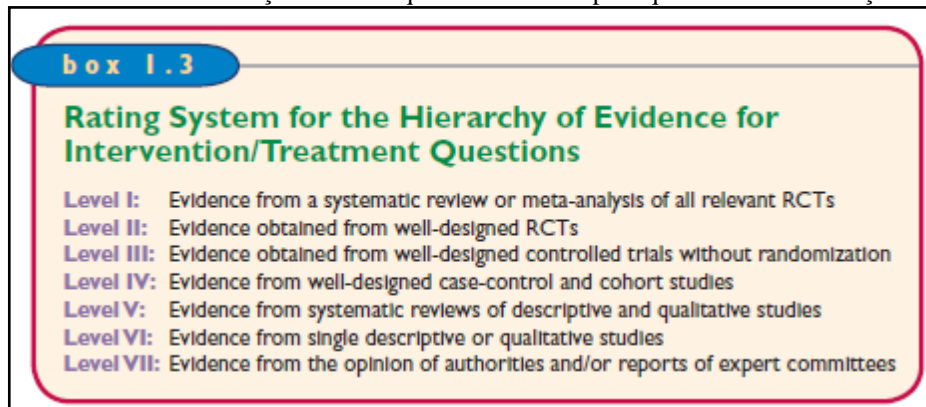 box 1.3
Rating System for the Hierarchy of Evidence for
Intervention/Treatment Questions
Level I: Evidence from a systematic review or meta-analysis of all relevant RCTs
Level II: Evidence obtained from well-designed RCTs
Level III: Evidence obtained from well-designed controlled trials without randomization
Level IV: Evidence from well-designed case-control and cohort studies
Level V: Evidence from systematic reviews of descriptive and qualitative studies
Level VI: Evidence from single descriptive or qualitative studies
Level VII: Evidence from the opinion of authorities and/or reports of expert committees